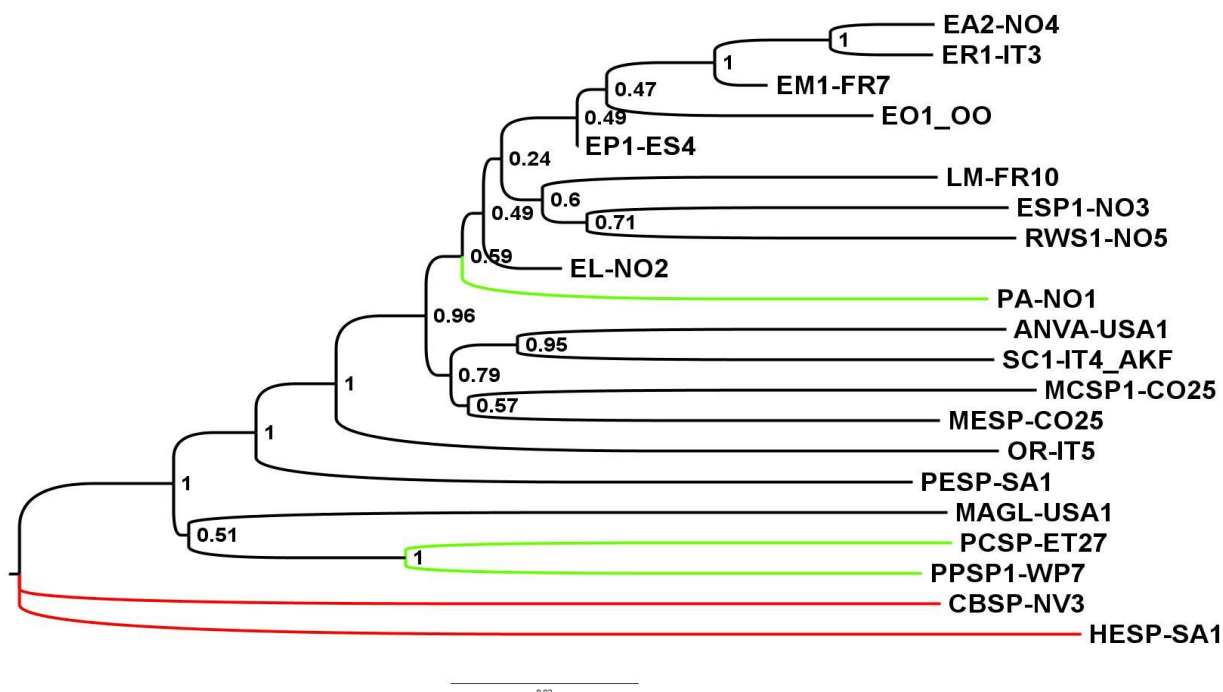 EA2-NO4
1
ER1-IT3
1
EM1-FR7
0.47
EO1_OO
0.49
EP1-ES4
0.24
LM-FR10
0.6
ESP1-NO3
0.49
0.71
RWS1-NO5
0.59
EL-NO2
PA-NO1
0.96
ANVA-USA1
0.95
SC1-IT4_AKF
0.79
1
MCSP1-CO25
0.57
MESP-CO25
1
OR-IT5
PESP-SA1
1
MAGL-USA1
0.51
PCSP-ET27
1
PPSP1-WP7
CBSP-NV3
HESP-SA1